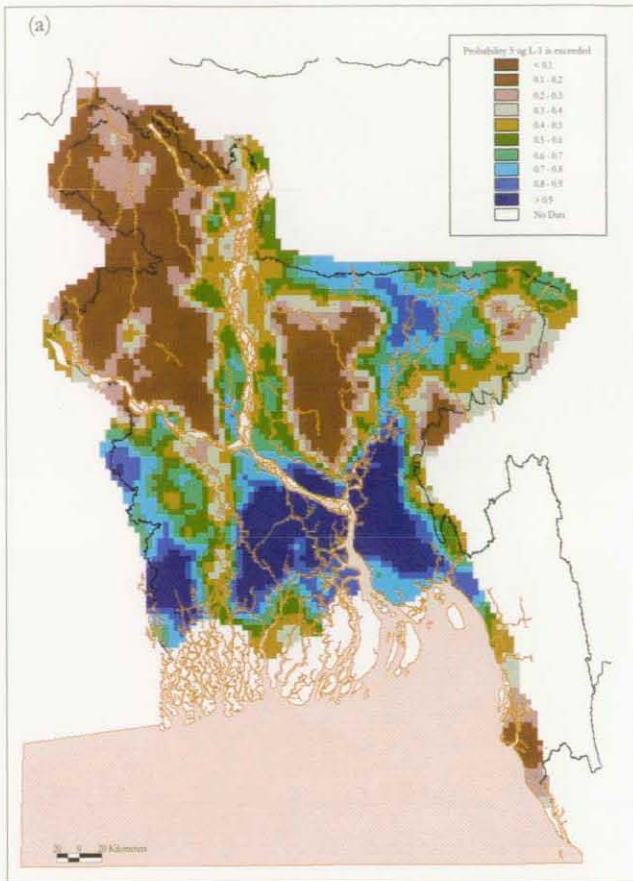 (a)
Probability 5 ug L-1 is exceeded
< 0.1
0.1 - 0.2
0.2 - 0.3
0.3 - 0.4
0.4 - 0.5
0.5 - 0.6
0.6 - 0.7
0.7 - 0.8
0.8 - 0.9
> 0.9
No Data
20 0 20 Kilometers